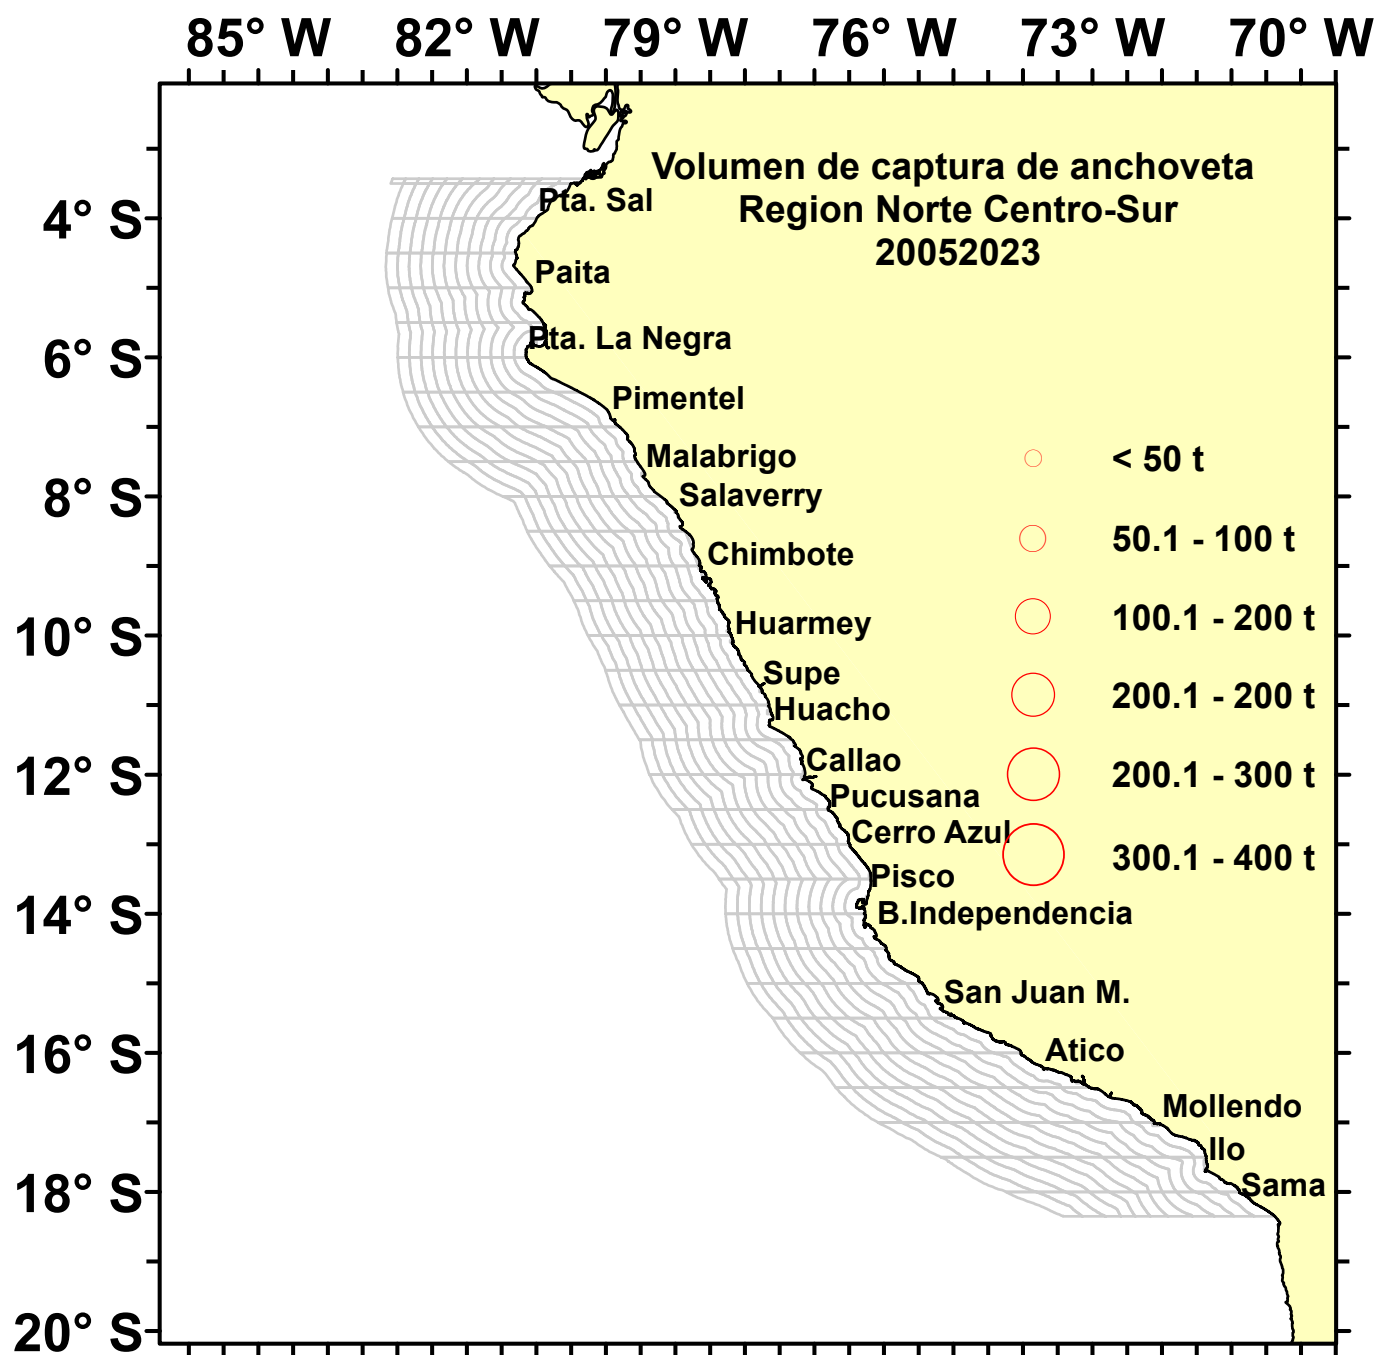 85° W 82° W 79° W 76° W 73° W 70° W
Volumen de captura de anchoveta
Region Norte Centro-Sur
20052023
4° S
6° S
8° S
10° S
12° S
14° S
16° S
18° S
20° S
Pta. Sal
Paita
Pta. La Negra
Pimentel
Malabrigo
Salaverry
Chimbote
Huarmey
Supe
Huacho
Callao
Pucusana
Cerro Azul
Pisco
B.Independencia
San Juan M.
Atico
Mollendo
Ilo
Sama
< 50 t
50.1 - 100 t
100.1 - 200 t
200.1 - 200 t
200.1 - 300 t
300.1 - 400 t